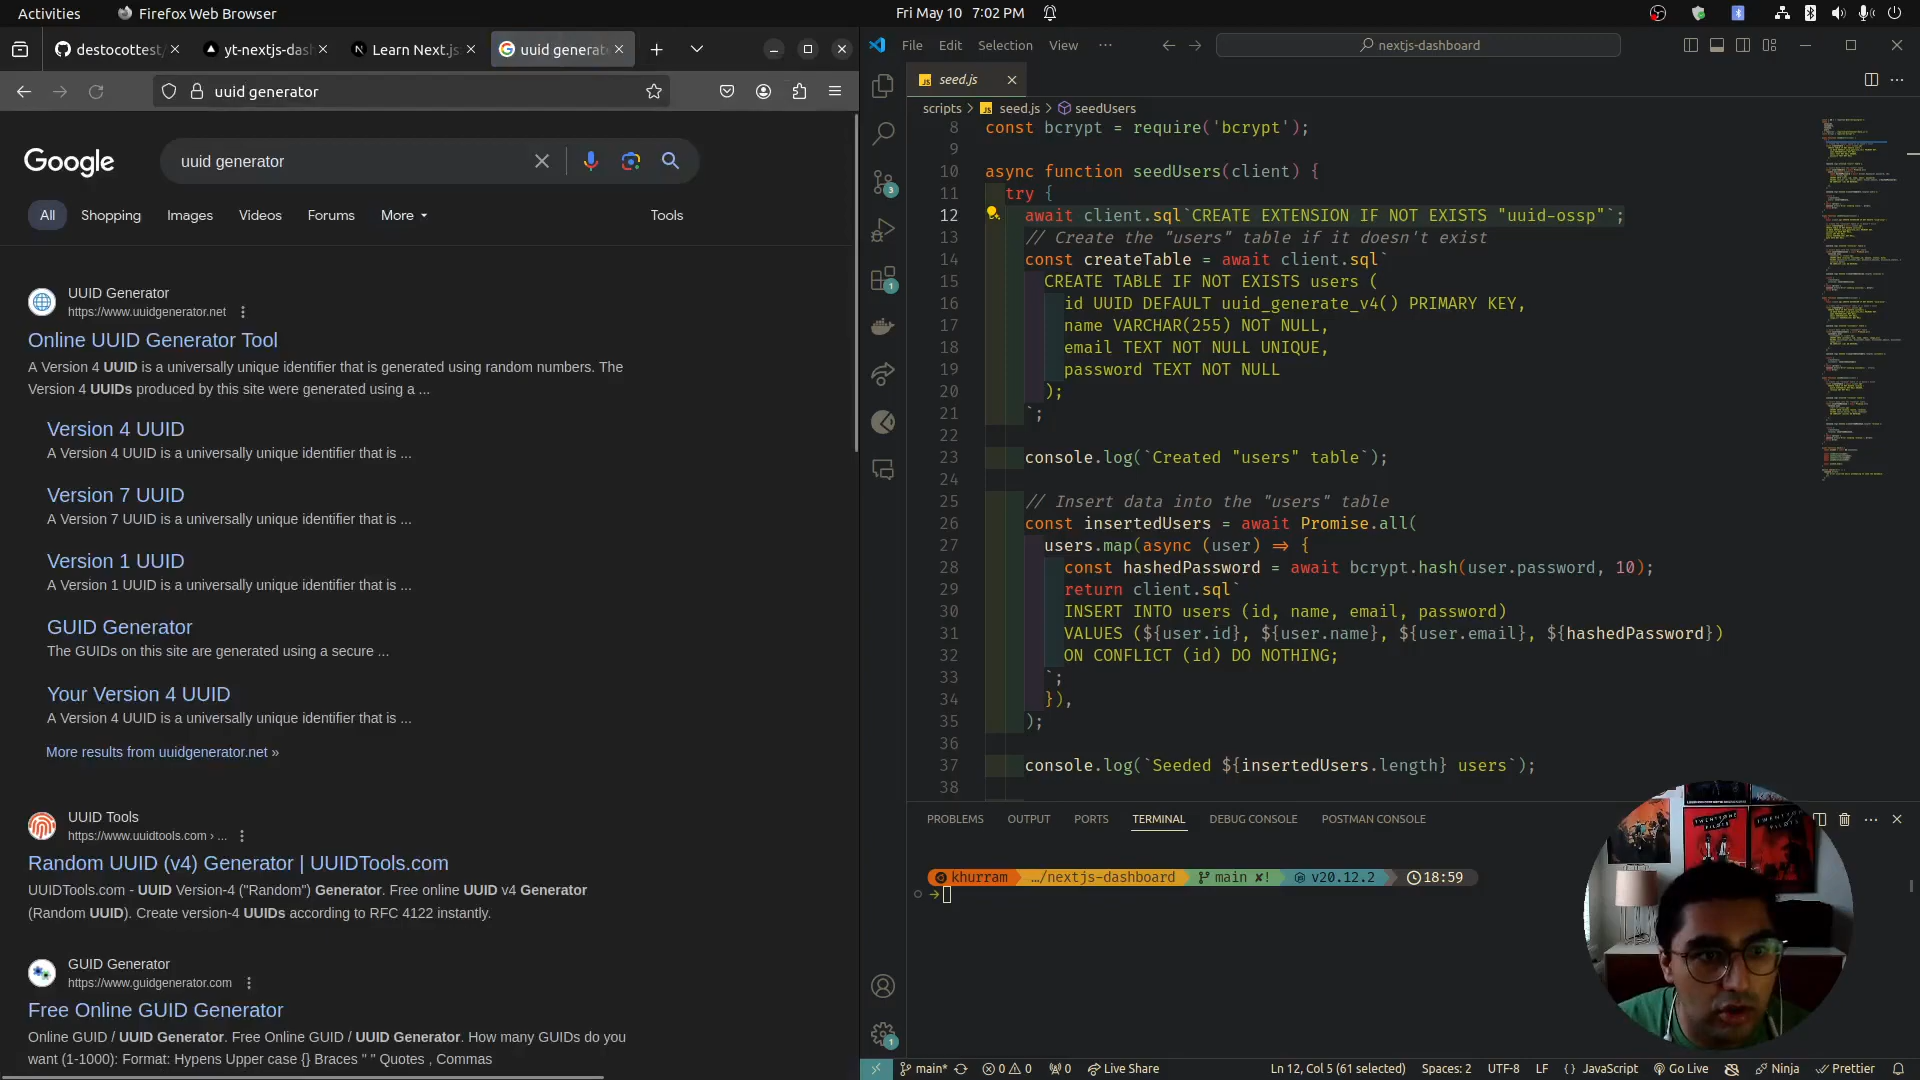 Activities
Firefox Web Browser
Fri May 10 7:02 PM
destocottest/
yt-nextjs-dash
Learn Next.js
uuid generato
uuid generator
Google
uuid generator
All
Shopping
Images
Videos
Forums
More
Tools
UUID Generator
https://www.uuidgenerator.net
Online UUID Generator Tool
A Version 4 UUID is a universally unique identifier that is generated using random numbers. The
Version 4 UUIDs produced by this site were generated using a ...
Version 4 UUID
A Version 4 UUID is a universally unique identifier that is ...
Version 7 UUID
A Version 7 UUID is a universally unique identifier that is ...
Version 1 UUID
A Version 1 UUID is a universally unique identifier that is ...
GUID Generator
The GUIDs on this site are generated using a secure ...
Your Version 4 UUID
A Version 4 UUID is a universally unique identifier that is ...
More results from uuidgenerator.net »
UUID Tools
https://www.uuidtools.com › ...
Random UUID (v4) Generator | UUIDTools.com
UUIDTools.com - UUID Version-4 ("Random") Generator. Free online UUID v4 Generator
(Random UUID). Create version-4 UUIDs according to RFC 4122 instantly.
GUID Generator
https://www.guidgenerator.com
Free Online GUID Generator
Online GUID / UUID Generator. Free Online GUID / UUID Generator. How many GUIDs do you
want (1-1000): Format: Hypens Upper case {} Braces " " Quotes , Commas
File Edit Selection View ···
nextjs-dashboard
JS seed.js
scripts > JS seed.js > seedUsers
8 const bcrypt = require('bcrypt');
9
10 async function seedUsers(client) {
11 try {
12 await client.sql`CREATE EXTENSION IF NOT EXISTS "uuid-ossp"`;
13 // Create the "users" table if it doesn't exist
14 const createTable = await client.sql`
15 CREATE TABLE IF NOT EXISTS users (
16 id UUID DEFAULT uuid_generate_v4() PRIMARY KEY,
17 name VARCHAR(255) NOT NULL,
18 email TEXT NOT NULL UNIQUE,
19 password TEXT NOT NULL
20 );
21 `;
22
23 console.log(`Created "users" table`);
24
25 // Insert data into the "users" table
26 const insertedUsers = await Promise.all(
27 users.map(async (user) => {
28 const hashedPassword = await bcrypt.hash(user.password, 10);
29 return client.sql`
30 INSERT INTO users (id, name, email, password)
31 VALUES (${user.id}, ${user.name}, ${user.email}, ${hashedPassword})
32 ON CONFLICT (id) DO NOTHING;
33 `;
34 }),
35 );
36
37 console.log(`Seeded ${insertedUsers.length} users`);
38
3
1
1
PROBLEMS OUTPUT PORTS TERMINAL DEBUG CONSOLE POSTMAN CONSOLE
khurram …/nextjs-dashboard main ✘! v20.12.2 18:59
→
TWENTY ONE PILOTS
main* 0 0 0 Live Share
Ln 12, Col 5 (61 selected) Spaces: 2 UTF-8 LF {} JavaScript Go Live Ninja Prettier